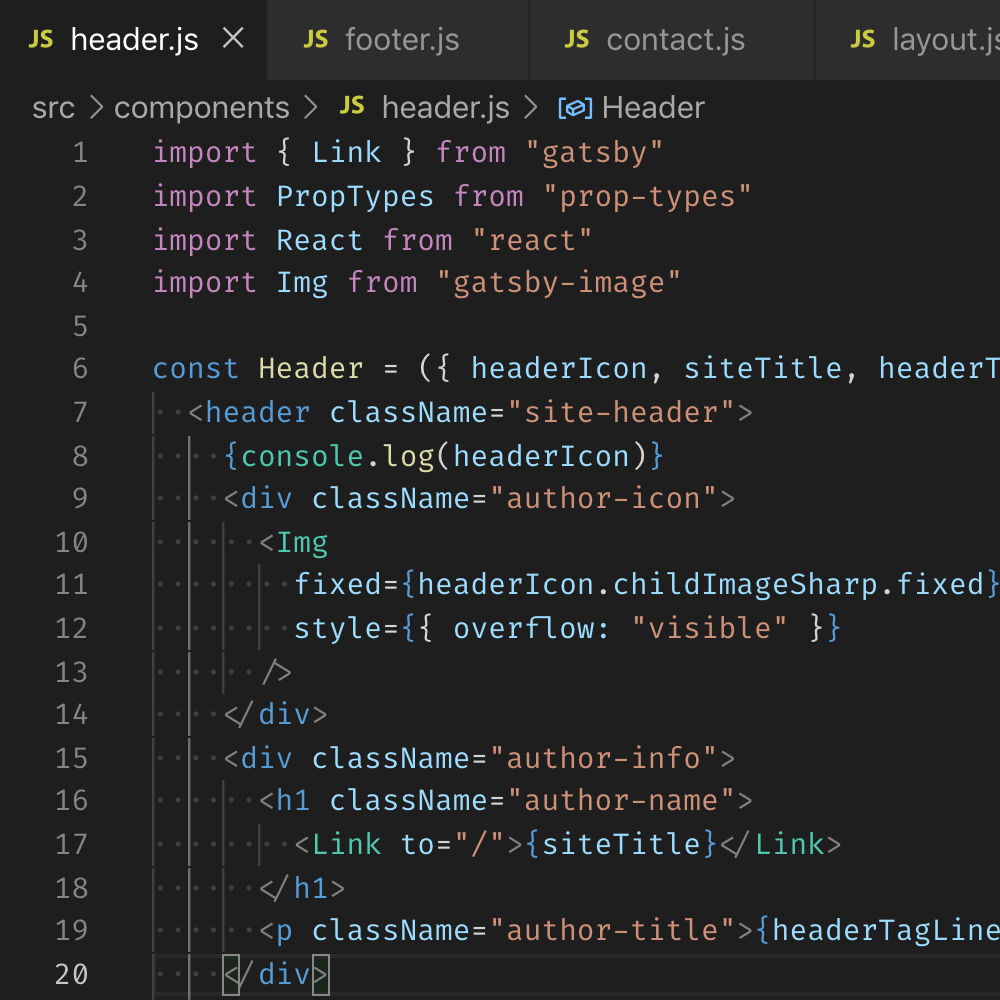 JS header.js × JS footer.js JS contact.js JS layout.js
src > components > JS header.js > Header
1 import { Link } from "gatsby"
2 import PropTypes from "prop-types"
3 import React from "react"
4 import Img from "gatsby-image"
5
6 const Header = ({ headerIcon, siteTitle, headerT
7 <header className="site-header">
8 {console.log(headerIcon)}
9 <div className="author-icon">
10 <Img
11 fixed={headerIcon.childImageSharp.fixed}
12 style={{ overflow: "visible" }}
13 />
14 </div>
15 <div className="author-info">
16 <h1 className="author-name">
17 <Link to="/">{siteTitle}</Link>
18 </h1>
19 <p className="author-title">{headerTagLine
20 </div>